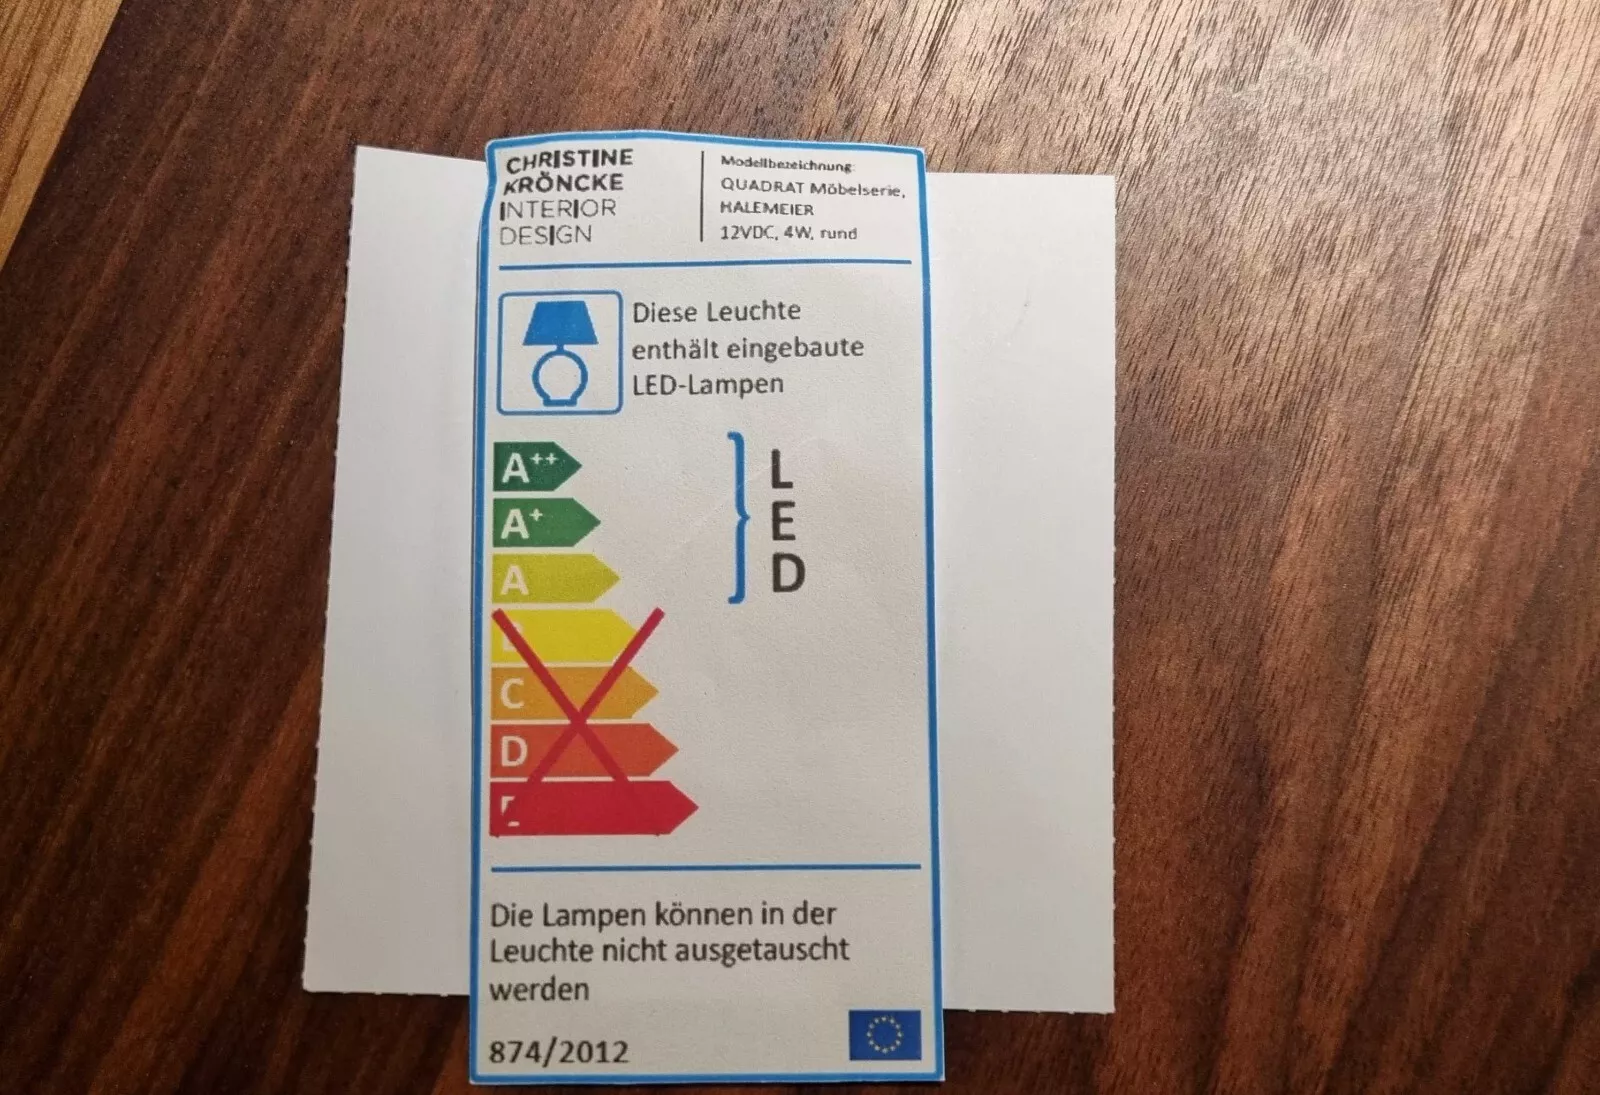 CHRISTINE
KRÖNCKE
INTERIOR
DESIGN
Modellbezeichnung:
QUADRAT Möbelserie,
HALEMEIER
12VDC, 4W, rund
Diese Leuchte
enthält eingebaute
LED-Lampen
A++
A+
A
C
D
L
E
D
Die Lampen können in der
Leuchte nicht ausgetauscht
werden
874/2012